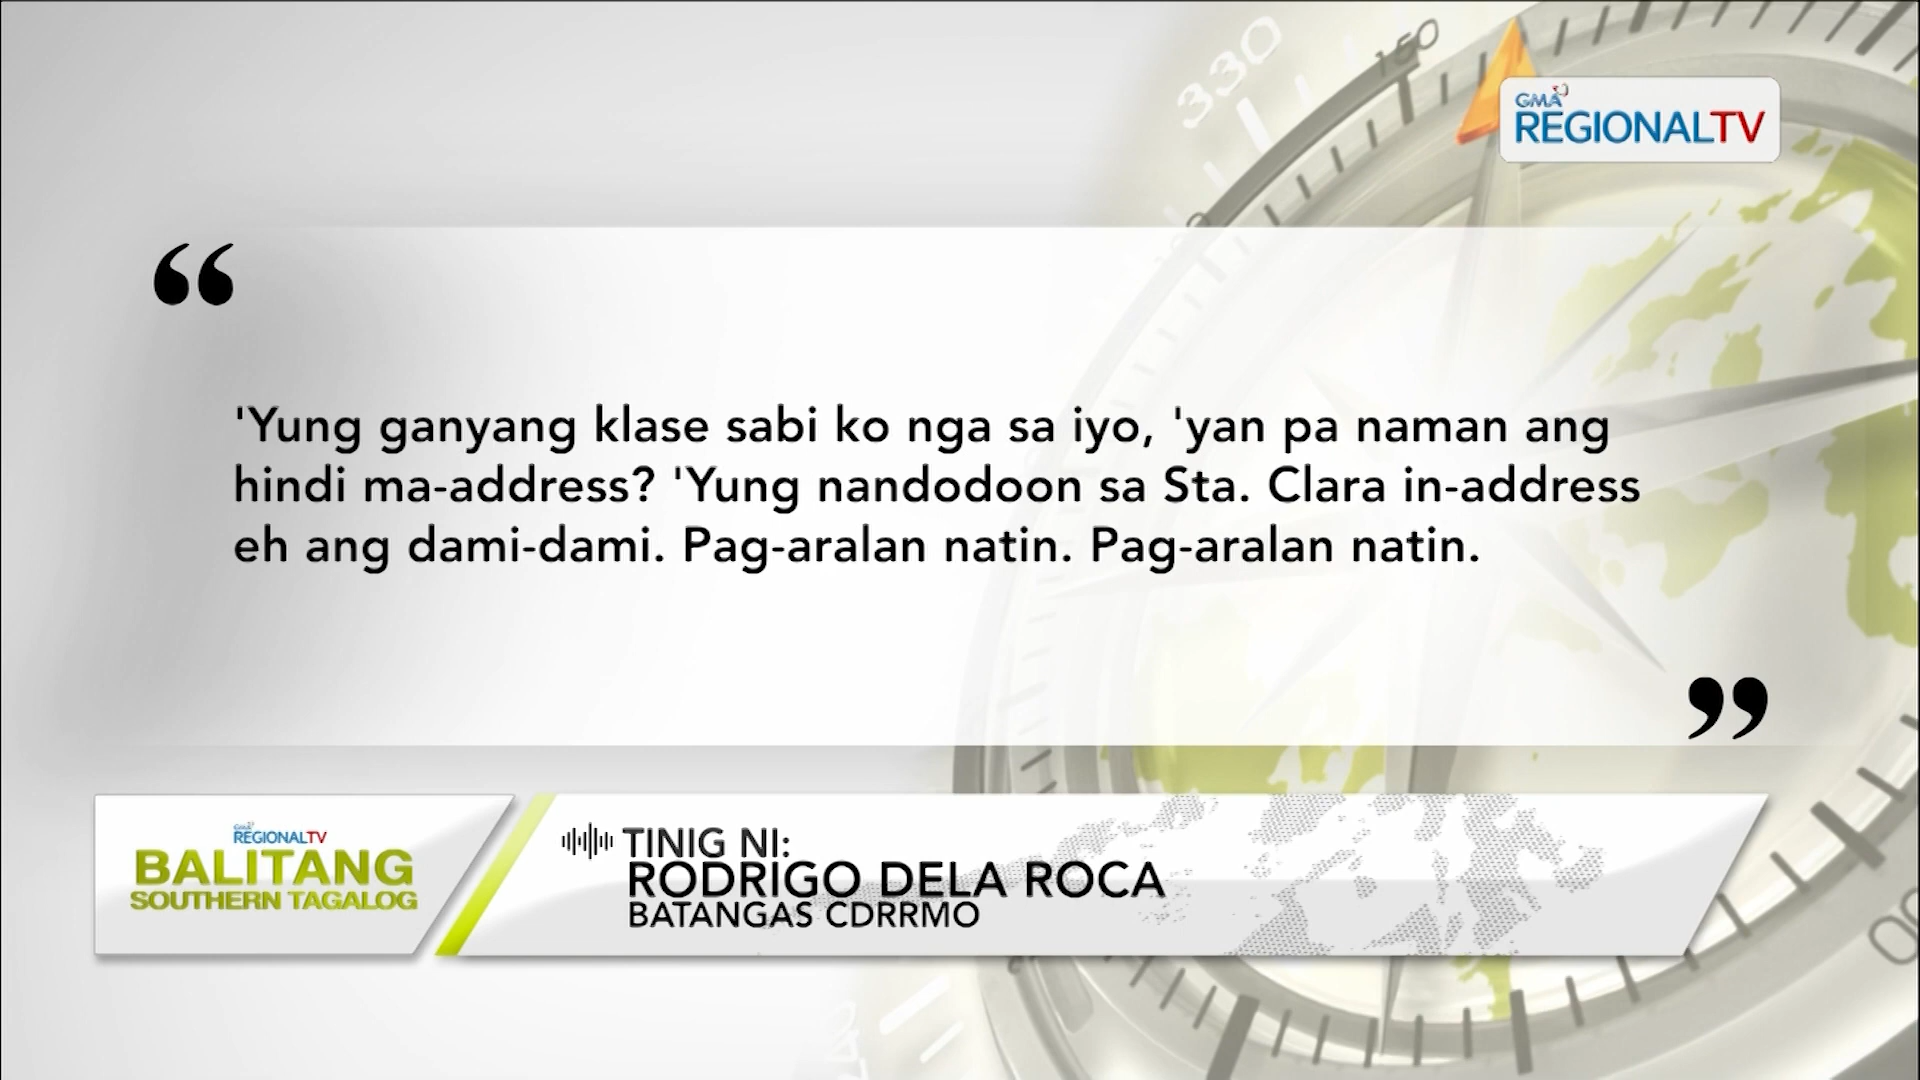 330
150
GMA
REGIONALTV
“
'Yung ganyang klase sabi ko nga sa iyo, 'yan pa naman ang
hindi ma-address? 'Yung nandodoon sa Sta. Clara in-address
eh ang dami-dami. Pag-aralan natin. Pag-aralan natin.
”
GMA
REGIONALTV
BALITANG
SOUTHERN TAGALOG
TINIG NI:
RODRIGO DELA ROCA
BATANGAS CDRRMO